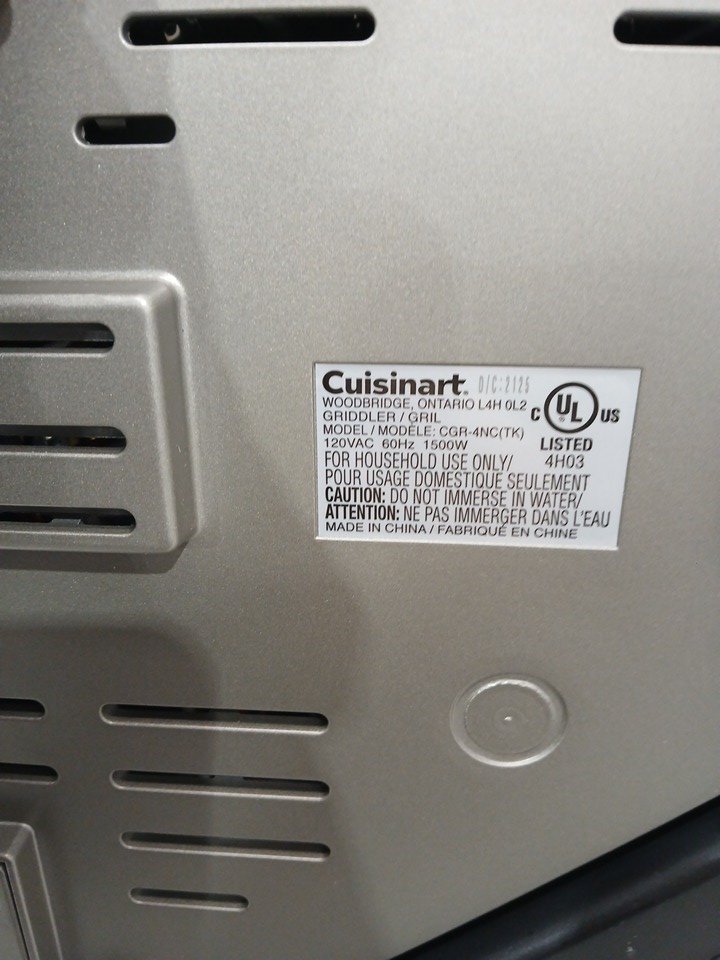 Cuisinart. D/C:2125
WOODBRIDGE, ONTARIO L4H 0L2
GRIDDLER / GRIL
MODEL / MODÈLE: CGR-4NC(TK)
120VAC 60Hz 1500W
C UL US
LISTED
4H03
FOR HOUSEHOLD USE ONLY/
POUR USAGE DOMESTIQUE SEULEMENT
CAUTION: DO NOT IMMERSE IN WATER/
ATTENTION: NE PAS IMMERGER DANS L'EAU
MADE IN CHINA / FABRIQUÉ EN CHINE